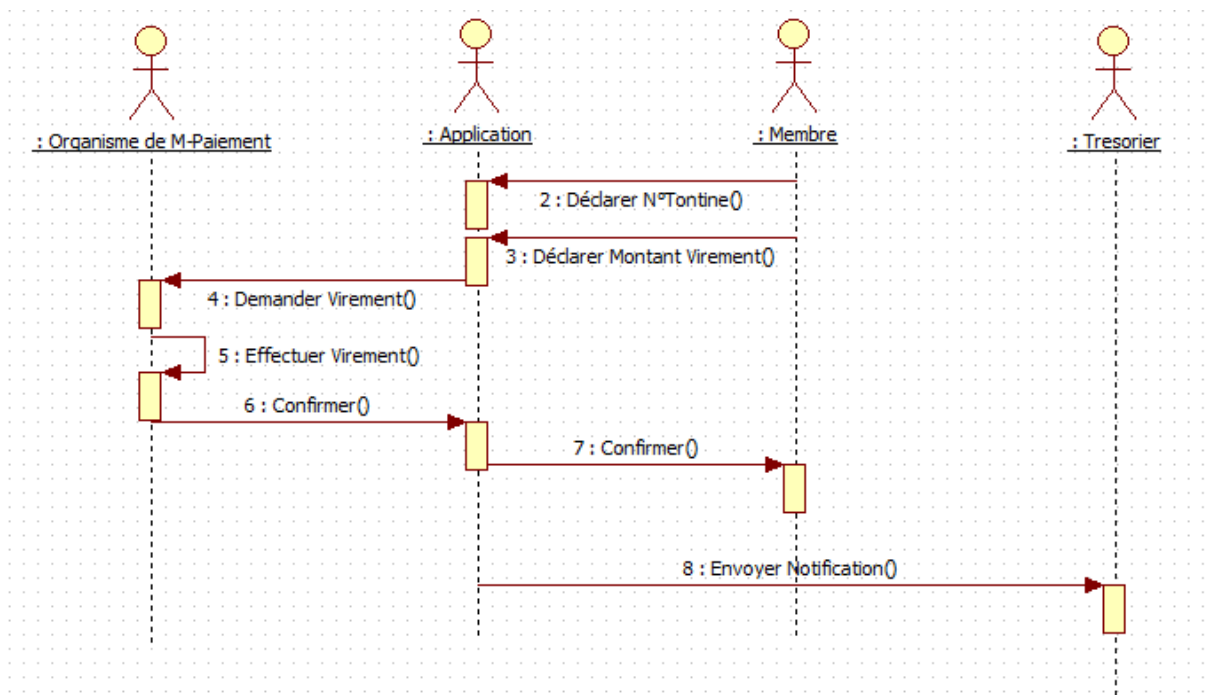 : Organisme de M-Paiement
: Application
: Membre
: Tresorier
2 : Déclarer N°Tontine()
3 : Déclarer Montant Virement()
4 : Demander Virement()
5 : Effectuer Virement()
6 : Confirmer()
7 : Confirmer()
8 : Envoyer Notification()